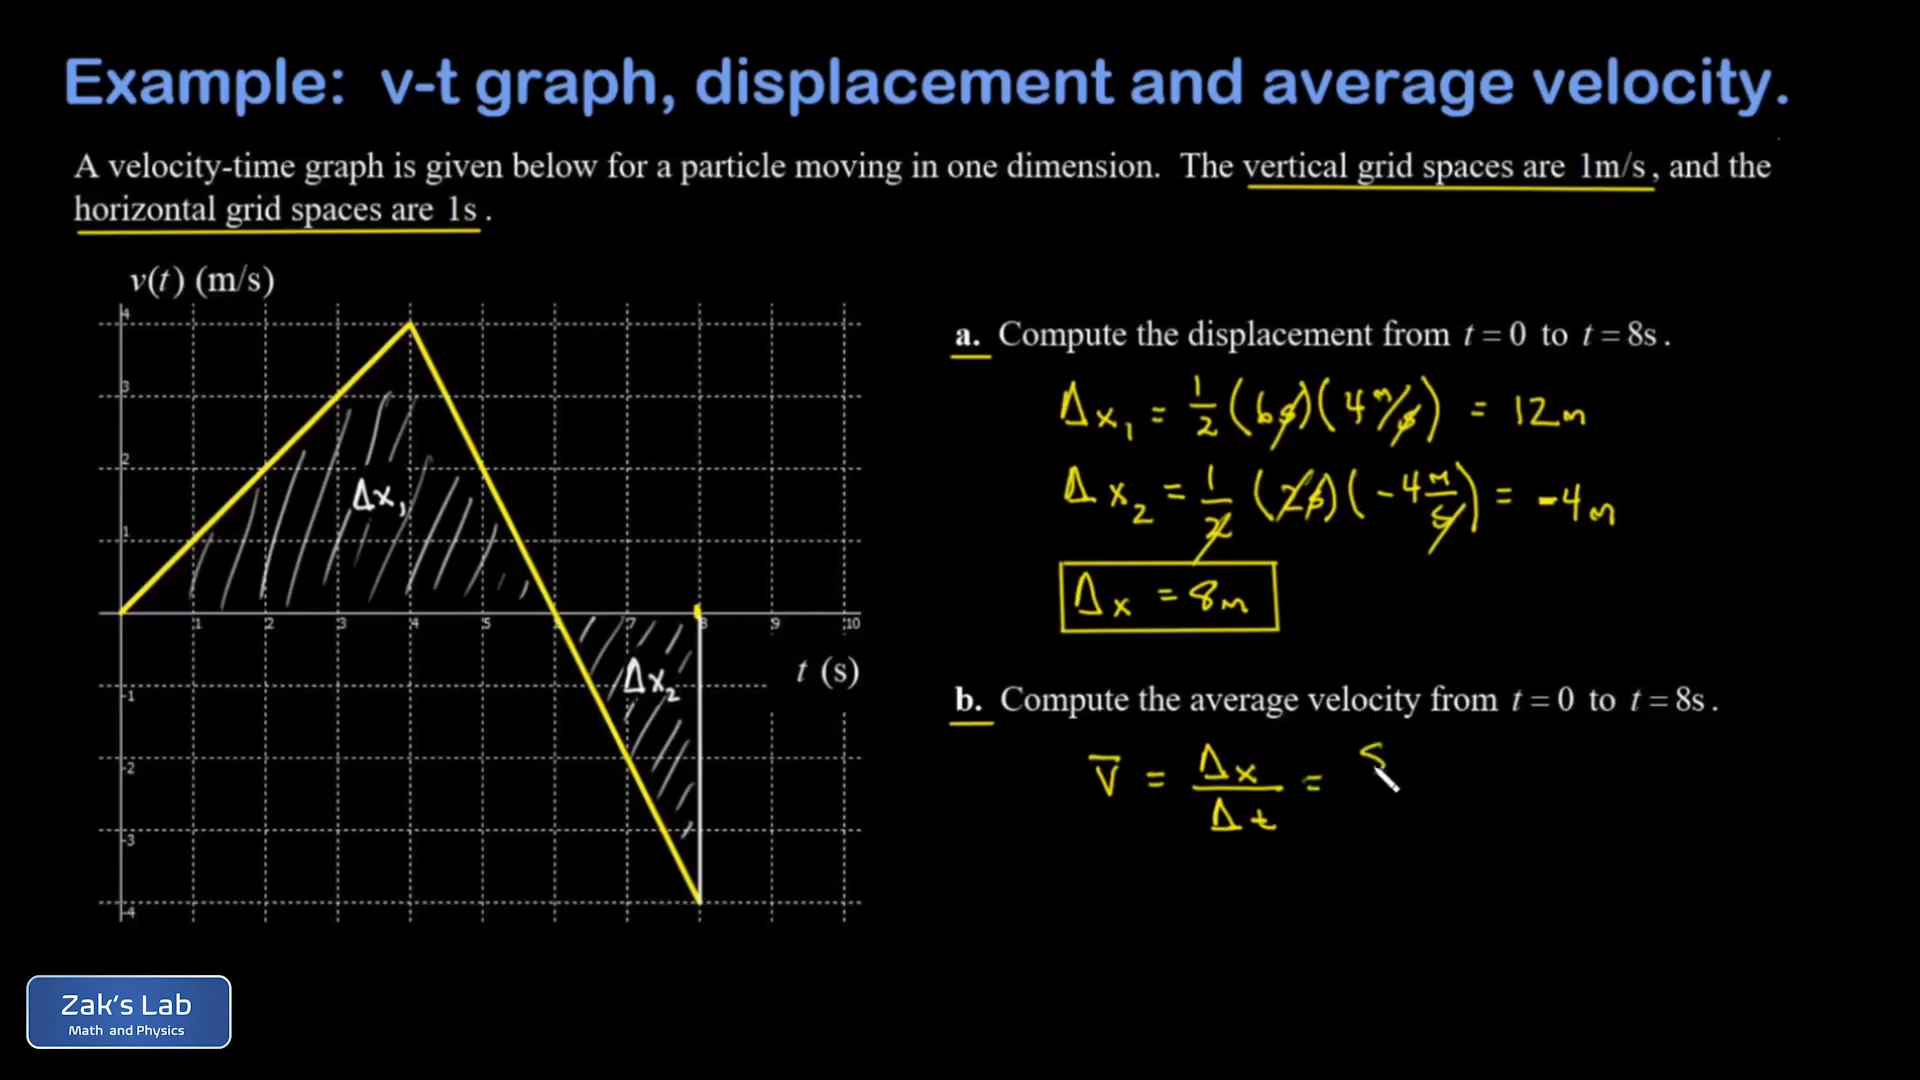 Example: v-t graph, displacement and average velocity.
A velocity-time graph is given below for a particle moving in one dimension. The vertical grid spaces are 1m/s, and the
horizontal grid spaces are 1s.
v(t) (m/s)
4
3
2
1
1 2 3 4 5 7 8 9 10
-1
-2
-3
-4
t (s)
Δx₁
Δx₂
a. Compute the displacement from t = 0 to t = 8s.
Δx₁ = 1/2 (6s)(4 m/s) = 12m
Δx₂ = 1/2 (2s)(-4 m/s) = -4m
Δx = 8m
b. Compute the average velocity from t = 0 to t = 8s.
v̅ = Δx/Δt =
Zak's Lab
Math and Physics